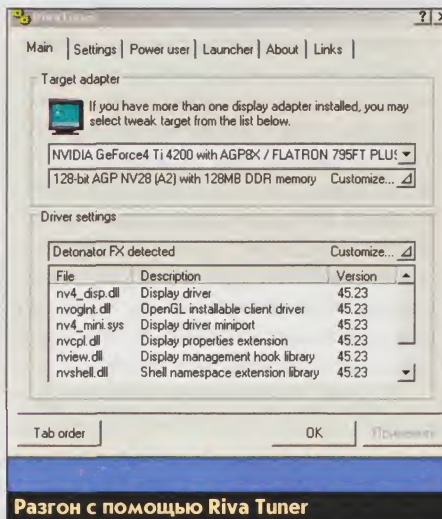 Main Settings Power user Launcher About Links
Target adapter
If you have more than one display adapter installed, you may
select tweak target from the list below.
NVIDIA GeForce4 Ti 4200 with AGP8X / FLATRON 795FT PLUS
128-bit AGP NV28 (A2) with 128MB DDR memory Customize...
Driver settings
Detonator FX detected Customize...
File Description Version
nv4_disp.dll Display driver 45.23
nvoglnt.dll OpenGL installable client driver 45.23
nv4_mini.sys Display driver miniport 45.23
nvcpl.dll Display properties extension 45.23
nview.dll Display management hook library 45.23
nvshell.dll Shell namespace extension library 45.23
Tab order OK Применить
Разгон с помощью Riva Tuner